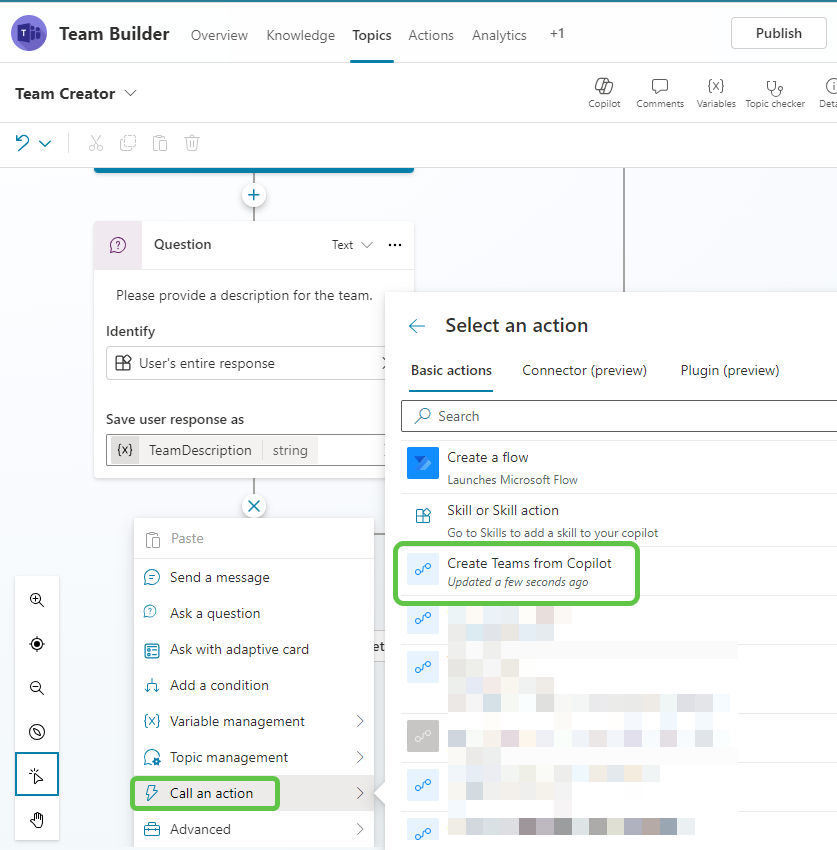 Team Builder Overview Knowledge Topics Actions Analytics +1 Publish
Team Creator
Copilot Comments Variables Topic checker Deta
Question Text
Please provide a description for the team.
Identify
User's entire response
Save user response as
{x} TeamDescription string
Paste
Send a message
Ask a question
Ask with adaptive card
Add a condition
Variable management
Topic management
Call an action
Advanced
et
Select an action
Basic actions Connector (preview) Plugin (preview)
Search
Create a flow
Launches Microsoft Flow
Skill or Skill action
Go to Skills to add a skill to your copilot
Create Teams from Copilot
Updated a few seconds ago